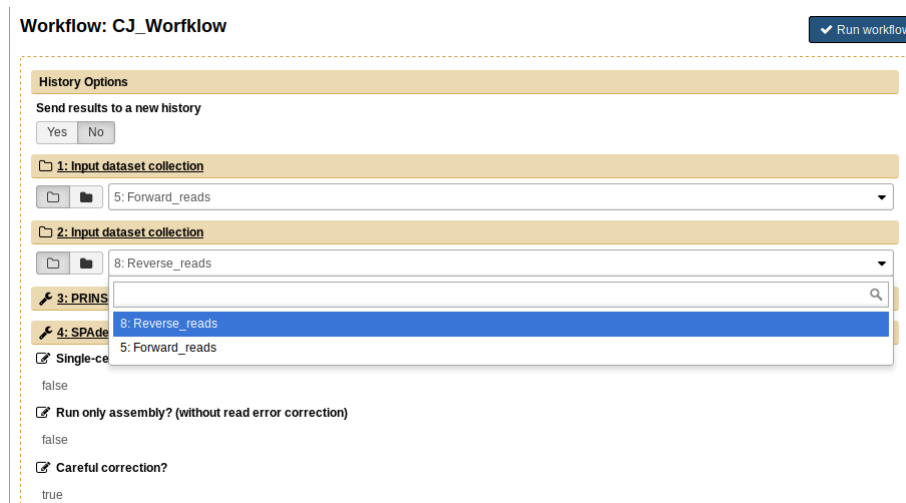 Workflow: CJ_Worfklow
Run workflow
History Options
Send results to a new history
Yes No
1: Input dataset collection
5: Forward_reads
2: Input dataset collection
8: Reverse_reads
3: PRINS
8: Reverse_reads
4: SPAde
5: Forward_reads
Single-ce
false
Run only assembly? (without read error correction)
false
Careful correction?
true